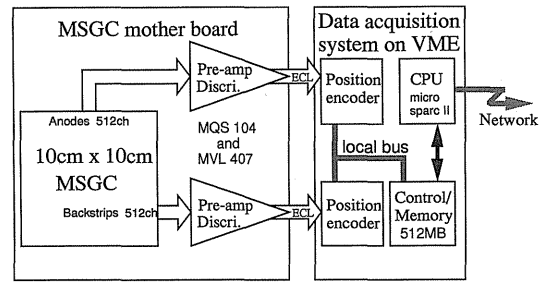 MSGC mother board
Data acquisition
system on VME
Pre-amp
Discri.
ECL
Position
encoder
CPU
micro
sparc II
Network
Anodes 512ch
10cm x 10cm
MSGC
Backstrips 512ch
MQS 104
and
MVL 407
local bus
Pre-amp
Discri.
ECL
Position
encoder
Control/
Memory
512MB